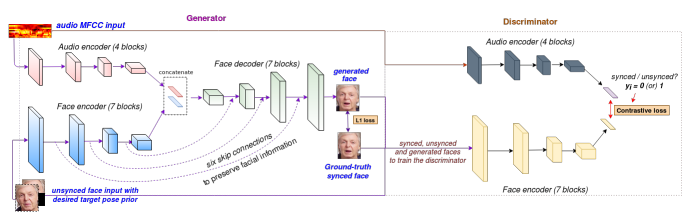 Generator
Discriminator
audio MFCC input
Audio encoder (4 blocks)
concatenate
Face decoder (7 blocks)
Face encoder (7 blocks)
six skip connections
to preserve facial information
generated
face
L1 loss
Ground-truth
synced face
unsynced face input with
desired target pose prior
synced, unsynced
and generated faces
to train the discriminator
Audio encoder (4 blocks)
synced / unsynced?
yᵢ = 0 (or) 1
Contrastive loss
Face encoder (7 blocks)